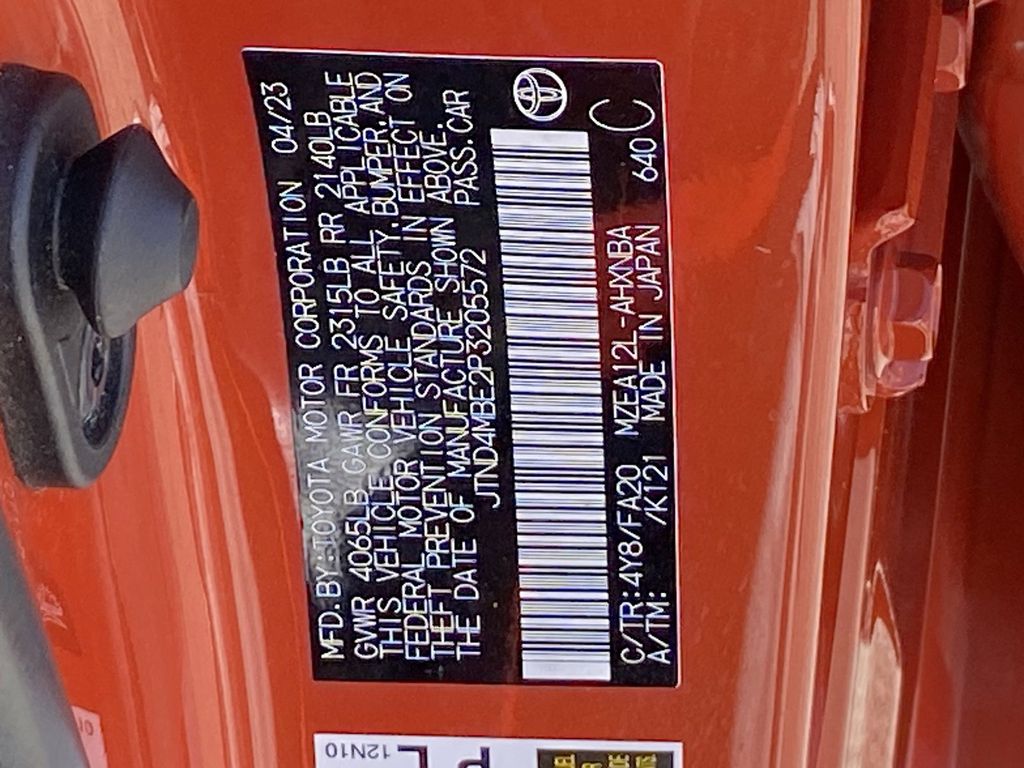 MFD.BY:TOYOTA MOTOR CORPORATION 04/23
GVWR 4065LB GAWR FR 2315LB RR 2140LB
THIS VEHICLE CONFORMS TO ALL APPLICABLE
FEDERAL MOTOR VEHICLE SAFETY,BUMPER,AND
THEFT PREVENTION STANDARDS IN EFFECT ON
THE DATE OF MANUFACTURE SHOWN ABOVE.
JTND4MBE2P3205572 PASS.CAR
C/TR:4Y8/FA20 MZEA12L-AHXNBA 640 C
A/TM: /K121 MADE IN JAPAN
12N10